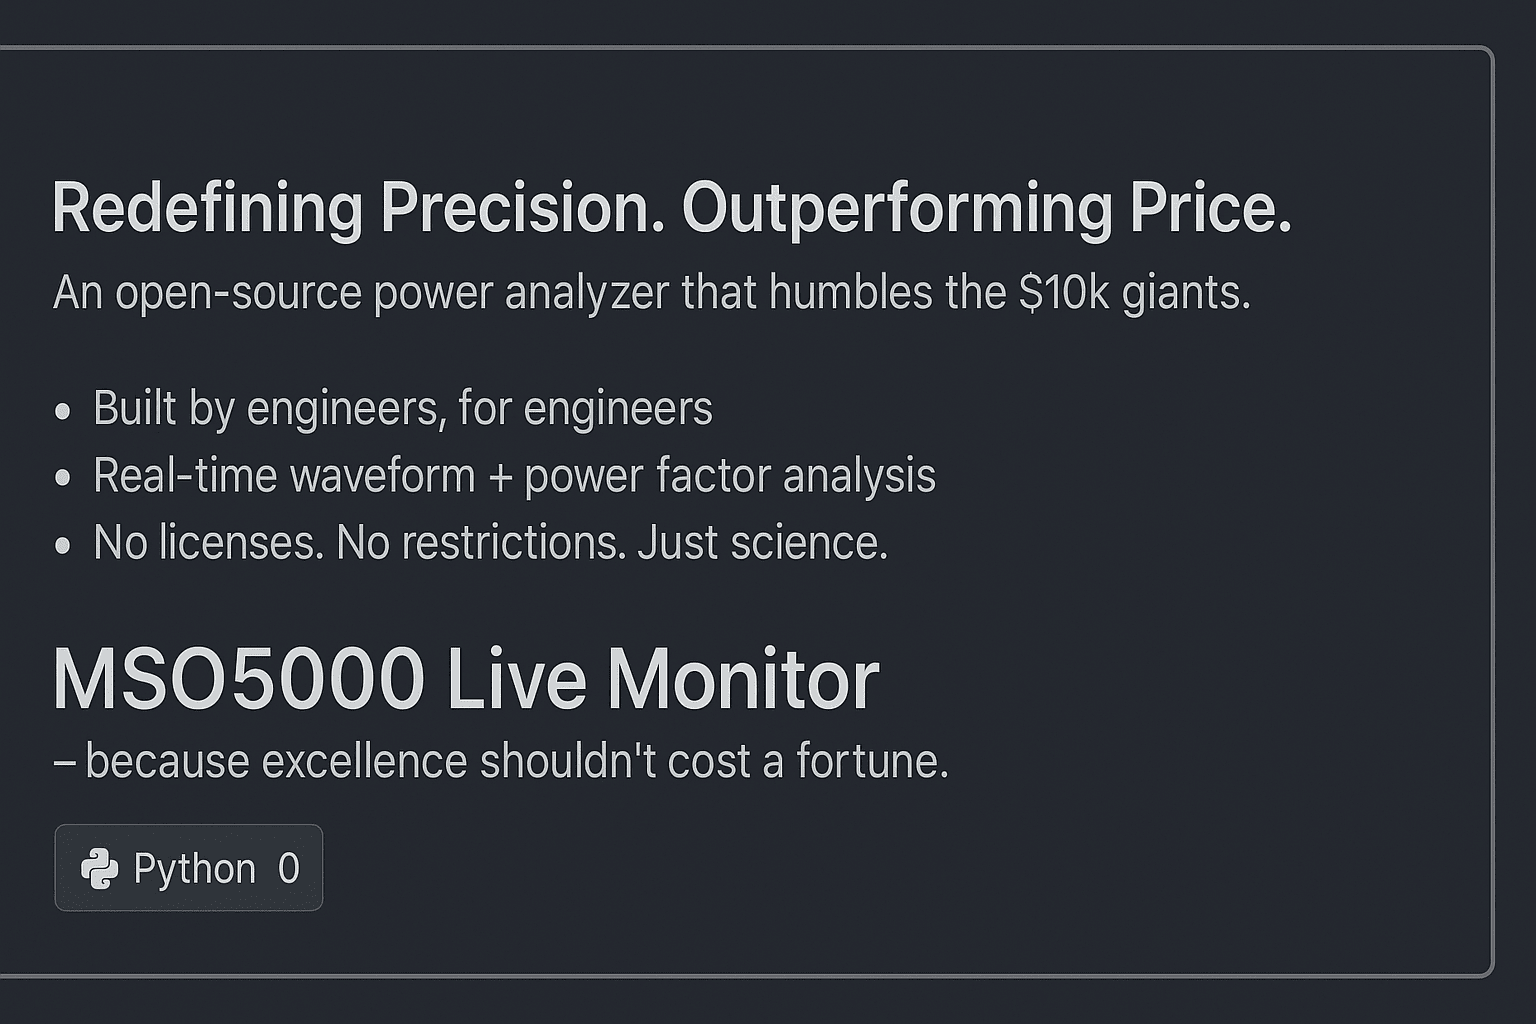 Redefining Precision. Outperforming Price.
An open-source power analyzer that humbles the $10k giants.
• Built by engineers, for engineers
• Real-time waveform + power factor analysis
• No licenses. No restrictions. Just science.
MSO5000 Live Monitor
– because excellence shouldn't cost a fortune.
Python 0